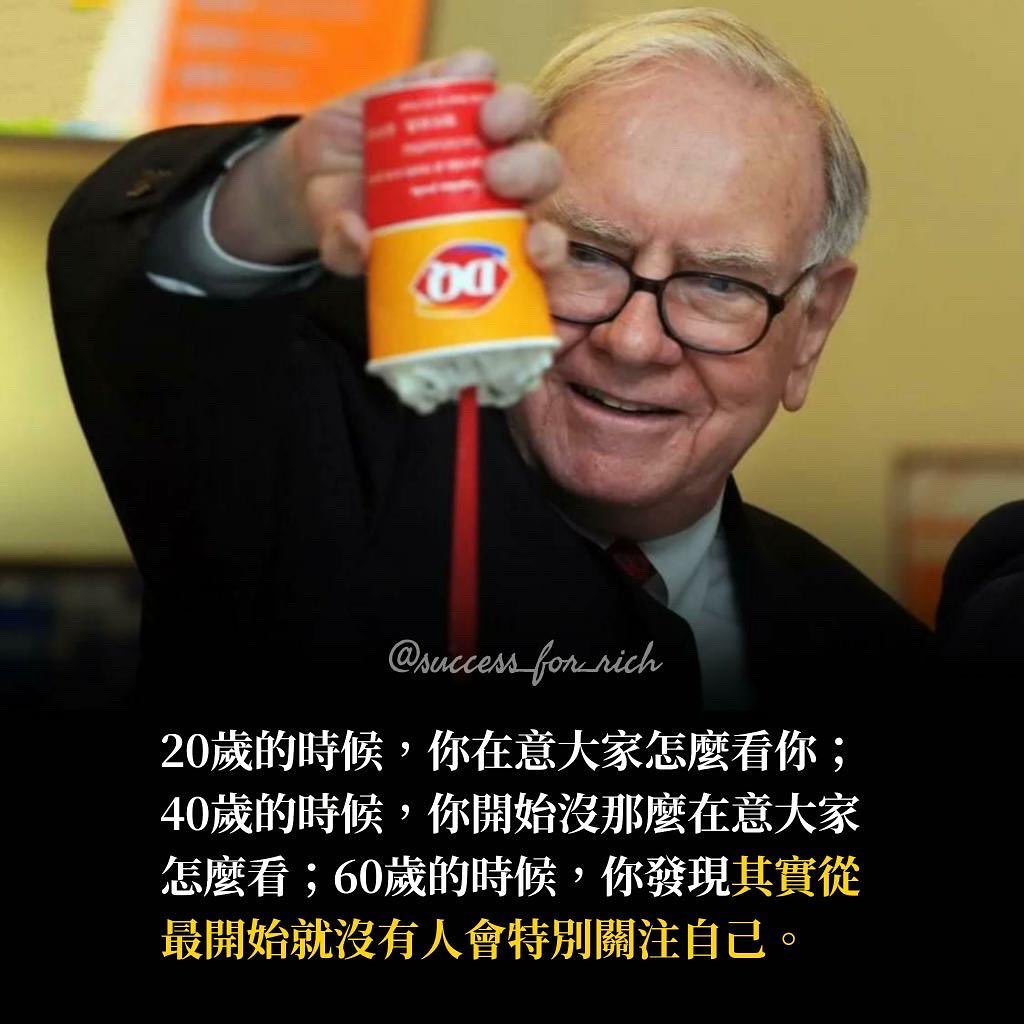 DQ
@success_for_rich
20歲的時候，你在意大家怎麼看你；
40歲的時候，你開始沒那麼在意大家
怎麼看；60歲的時候，你發現其實從
最開始就沒有人會特別關注自己。